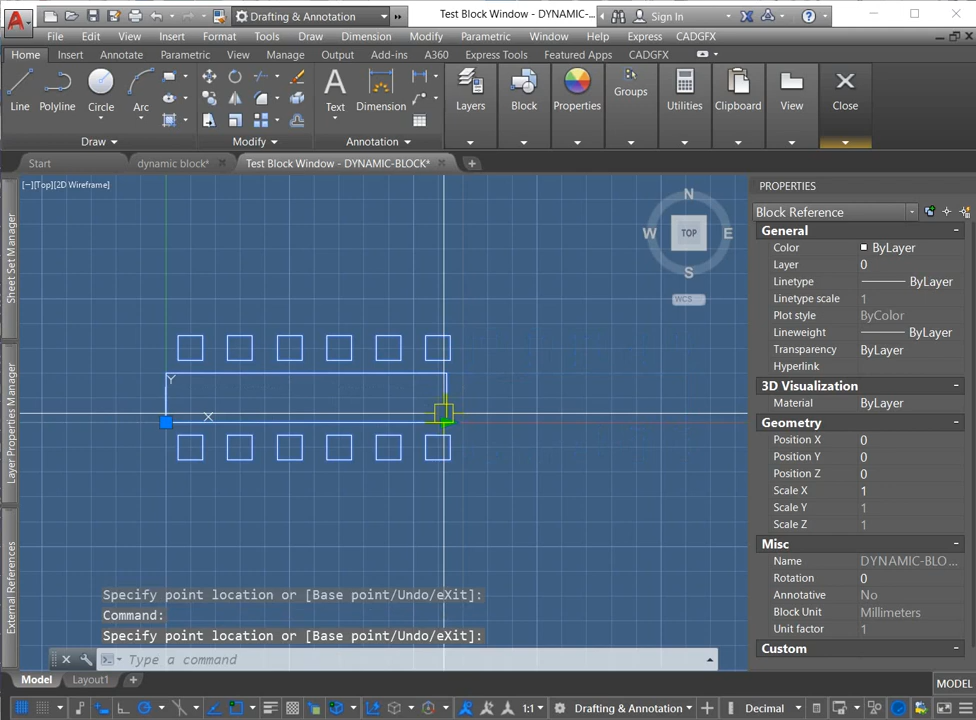 A
Drafting & Annotation
Test Block Window - DYNAMIC-...
Sign In
?
File
Edit
View
Insert
Format
Tools
Draw
Dimension
Modify
Parametric
Window
Help
Express
CADGFX
Home
Insert
Annotate
Parametric
View
Manage
Output
Add-ins
A360
Express Tools
Featured Apps
CADGFX
Line
Polyline
Circle
Arc
A
Text
Dimension
Layers
Block
Properties
Groups
Utilities
Clipboard
View
Close
Draw
Modify
Annotation
Start
dynamic block*
Test Block Window - DYNAMIC-BLOCK*
[−][Top][2D Wireframe]
Sheet Set Manager
Layer Properties Manager
External References
N
W
TOP
E
S
WCS
Y
PROPERTIES
Block Reference
General
Color ByLayer
Layer 0
Linetype ByLayer
Linetype scale 1
Plot style ByColor
Lineweight ByLayer
Transparency ByLayer
Hyperlink
3D Visualization
Material ByLayer
Geometry
Position X 0
Position Y 0
Position Z 0
Scale X 1
Scale Y 1
Scale Z 1
Misc
Name DYNAMIC-BLO...
Rotation 0
Annotative No
Block Unit Millimeters
Unit factor 1
Custom
Specify point location or [Base point/Undo/eXit]:
Command:
Specify point location or [Base point/Undo/eXit]:
Type a command
Model
Layout1
MODEL
1:1
Drafting & Annotation
Decimal